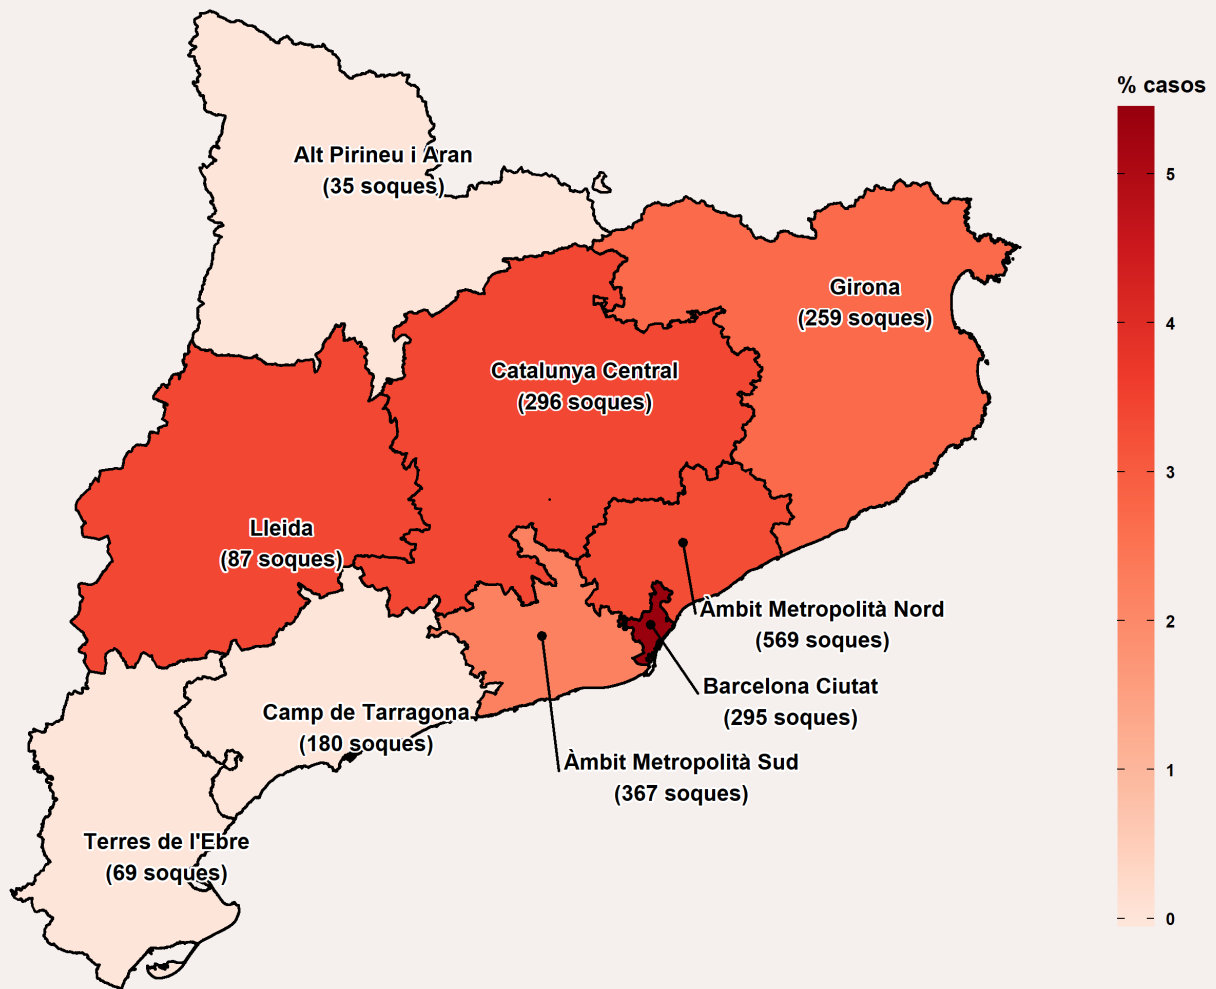 % casos
Alt Pirineu i Aran
(35 soques)
5
Girona
(259 soques)
4
Catalunya Central
(296 soques)
3
Lleida
(87 soques)
Àmbit Metropolità Nord
(569 soques)
2
Barcelona Ciutat
(295 soques)
Camp de Tarragona
(180 soques)
Àmbit Metropolità Sud
(367 soques)
1
Terres de l'Ebre
(69 soques)
0